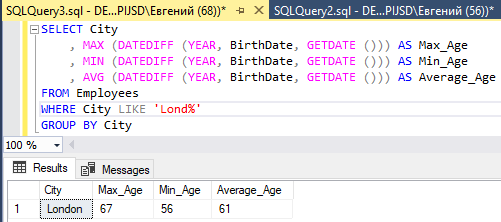 SQLQuery3.sql - DE...PIJSD\Евгений (68))* SQLQuery2.sql - DE...PIJSD\Евгений (56))*
SELECT City
, MAX (DATEDIFF (YEAR, BirthDate, GETDATE ())) AS Max_Age
, MIN (DATEDIFF (YEAR, BirthDate, GETDATE ())) AS Min_Age
, AVG (DATEDIFF (YEAR, BirthDate, GETDATE ())) AS Average_Age
FROM Employees
WHERE City LIKE 'Lond%'
GROUP BY City
100 %
Results Messages
City Max_Age Min_Age Average_Age
1 London 67 56 61